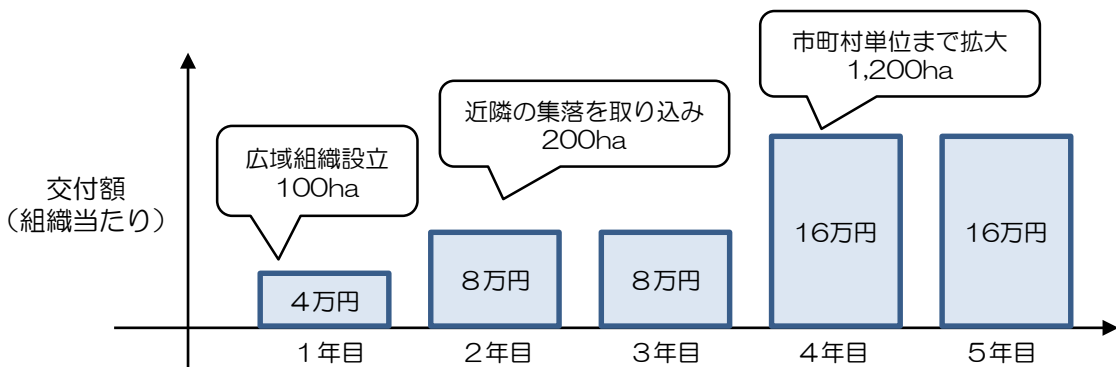 市町村単位まで拡大
1,200ha
近隣の集落を取り込み
200ha
広域組織設立
100ha
交付額
（組織当たり）
４万円
８万円
８万円
16万円
16万円
１年目
２年目
３年目
４年目
５年目